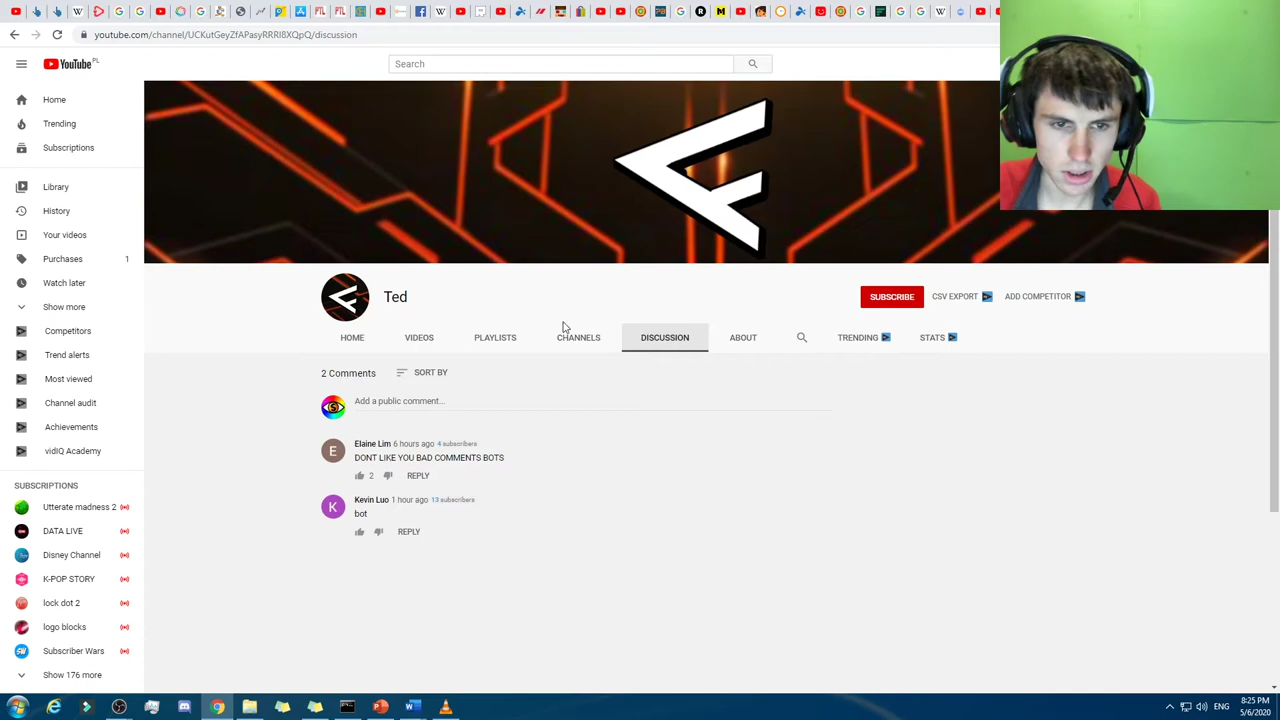 youtube.com/channel/UCKutGeyZfAPasyRRRI8XQpQ/discussion
YouTube PL
Search
Home
Trending
Subscriptions
Library
History
Your videos
Purchases 1
Watch later
Show more
Competitors
Trend alerts
Most viewed
Channel audit
Achievements
vidIQ Academy
SUBSCRIPTIONS
Utterate madness 2
DATA LIVE
Disney Channel
K-POP STORY
lock dot 2
logo blocks
Subscriber Wars
Show 176 more
Ted
SUBSCRIBE
CSV EXPORT
ADD COMPETITOR
HOME
VIDEOS
PLAYLISTS
CHANNELS
DISCUSSION
ABOUT
TRENDING
STATS
2 Comments
SORT BY
Add a public comment...
Elaine Lim 6 hours ago 4 subscribers
DONT LIKE YOU BAD COMMENTS BOTS
2
REPLY
Kevin Luo 1 hour ago 13 subscribers
bot
REPLY
E
K
ENG
8:25 PM
5/6/2020